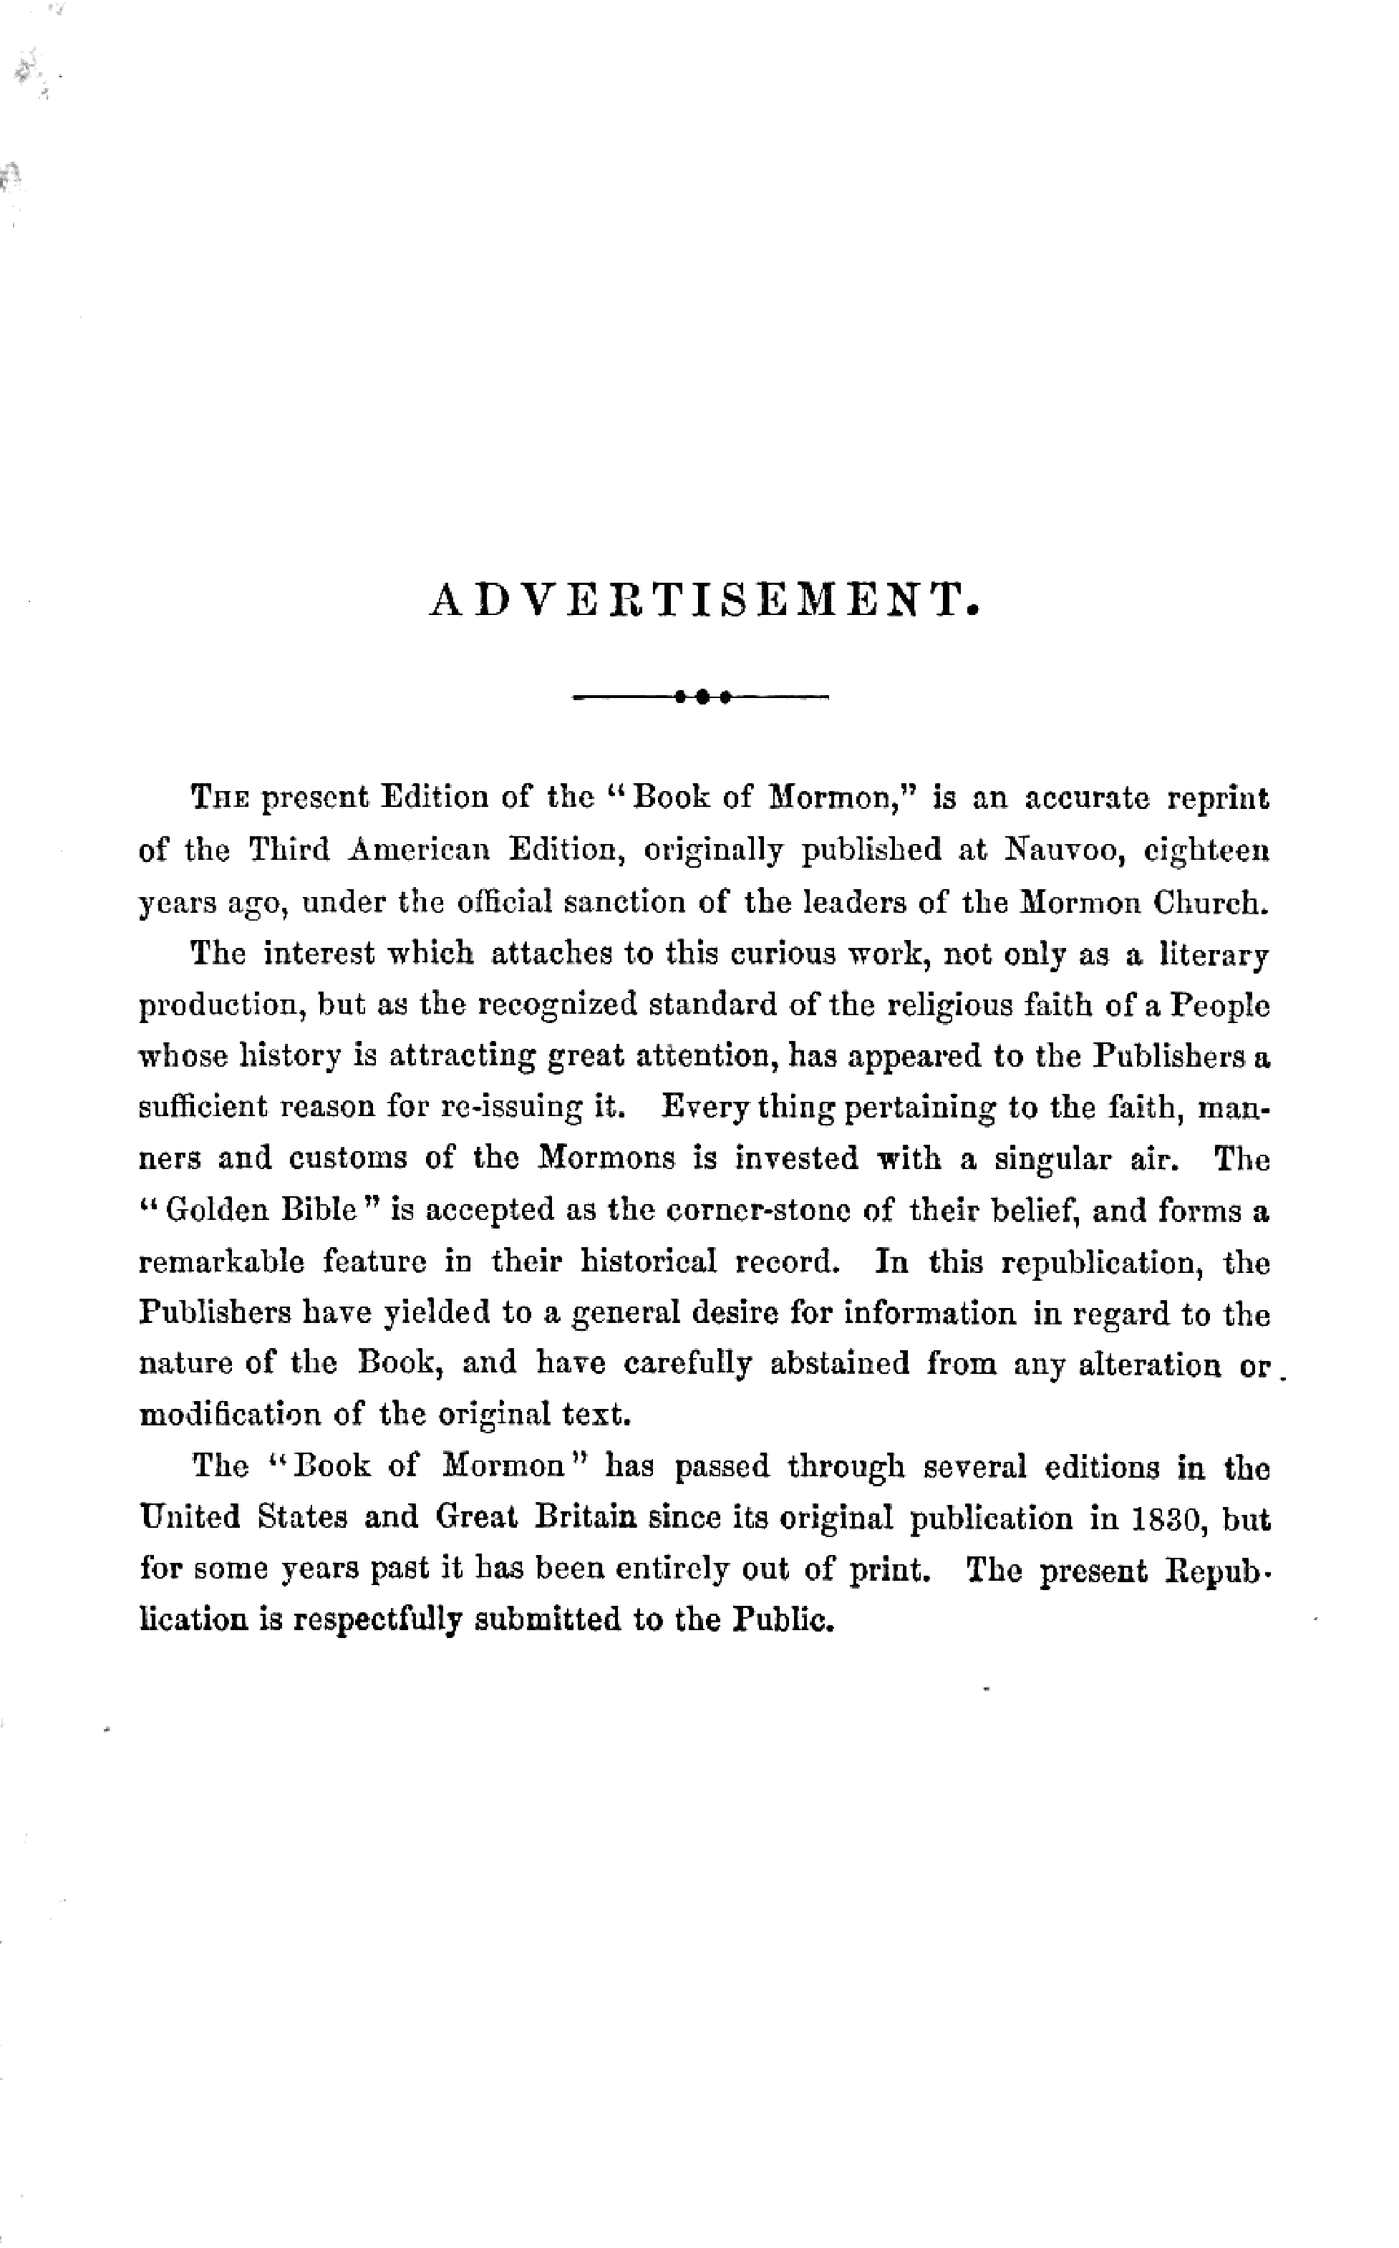 ADVERTISEMENT.
THE present Edition of the "Book of Mormon," is an accurate reprint
of the Third American Edition, originally published at Nauvoo, eighteen
years ago, under the official sanction of the leaders of the Mormon Church.
The interest which attaches to this curious work, not only as a literary
production, but as the recognized standard of the religious faith of a People
whose history is attracting great attention, has appeared to the Publishers a
sufficient reason for re-issuing it. Every thing pertaining to the faith, man-
ners and customs of the Mormons is invested with a singular air. The
"Golden Bible" is accepted as the corner-stone of their belief, and forms a
remarkable feature in their historical record. In this republication, the
Publishers have yielded to a general desire for information in regard to the
nature of the Book, and have carefully abstained from any alteration or
modification of the original text.
The "Book of Mormon" has passed through several editions in the
United States and Great Britain since its original publication in 1830, but
for some years past it has been entirely out of print. The present Repub-
lication is respectfully submitted to the Public.